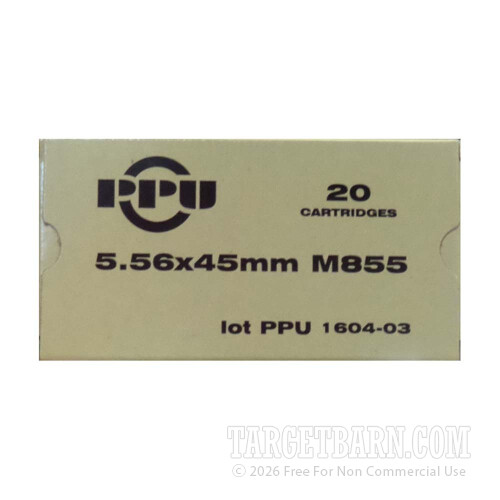 PPU
20
CARTRIDGES
5.56x45mm M855
lot PPU 1604-03
TARGETBARN.COM
© 2026 Free For Non Commercial Use